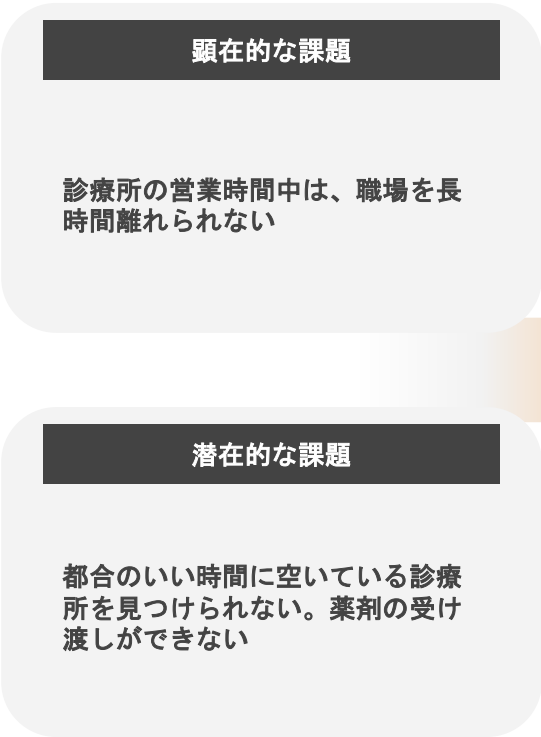 顕在的な課題
診療所の営業時間中は、職場を長
時間離れられない
潜在的な課題
都合のいい時間に空いている診療
所を見つけられない。薬剤の受け
渡しができない